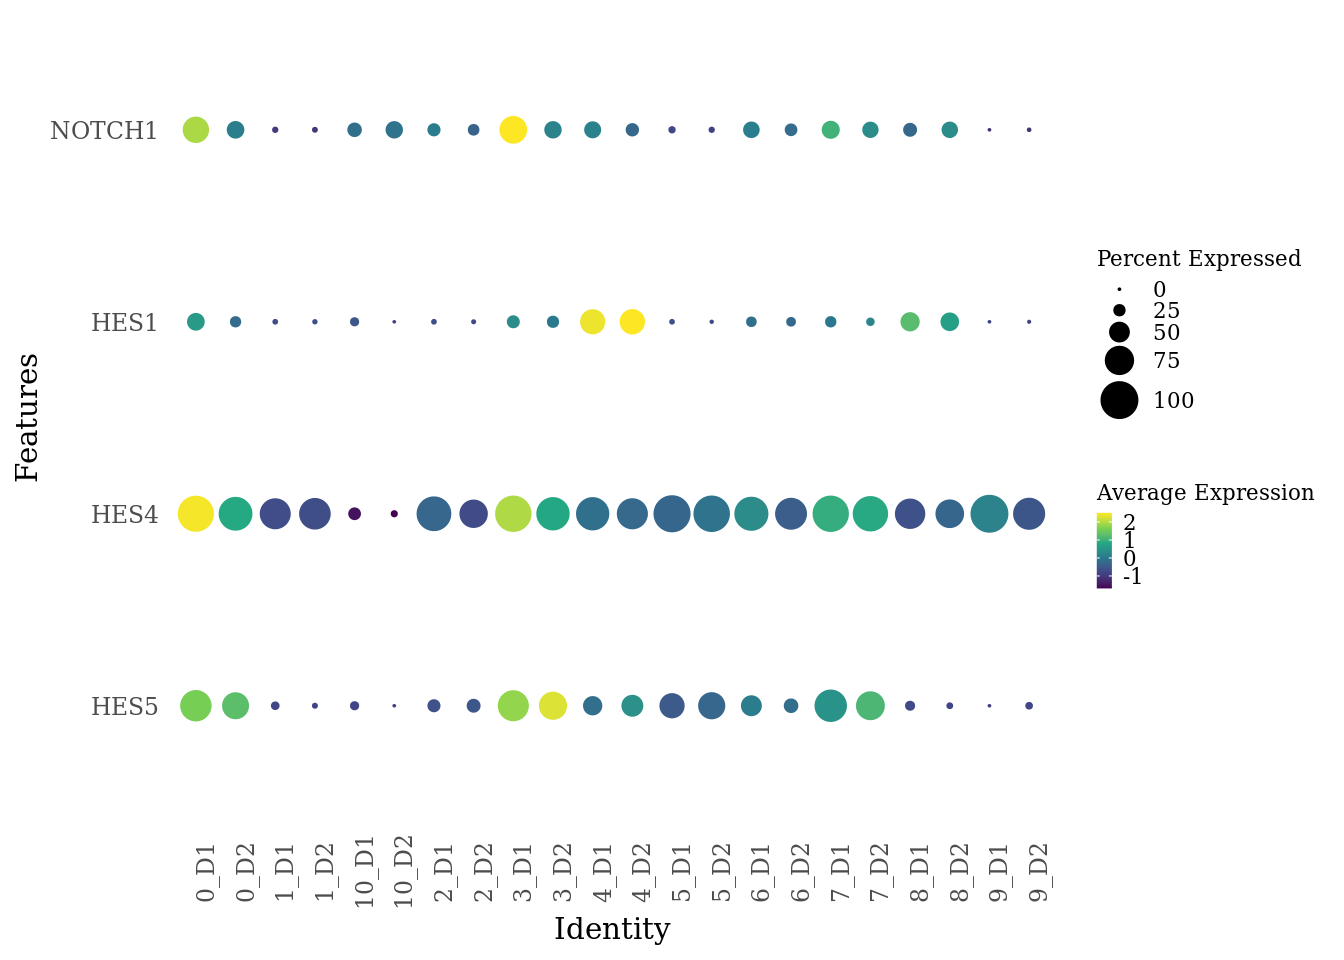 NOTCH1
HES1
HES4
HES5
Features
0_D1
0_D2
1_D1
1_D2
10_D1
10_D2
2_D1
2_D2
3_D1
3_D2
4_D1
4_D2
5_D1
5_D2
6_D1
6_D2
7_D1
7_D2
8_D1
8_D2
9_D1
9_D2
Identity
Percent Expressed
0
25
50
75
100
Average Expression
2
1
0
-1